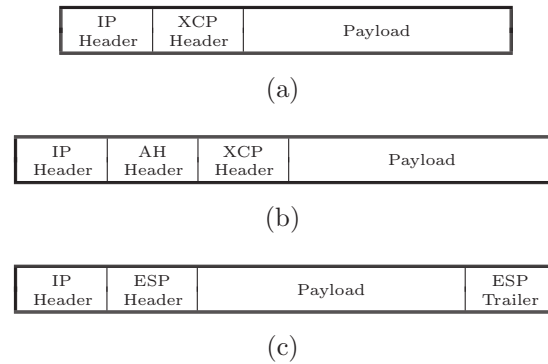 IP Header XCP Header Payload
(a)
IP Header AH Header XCP Header Payload
(b)
IP Header ESP Header Payload ESP Trailer
(c)